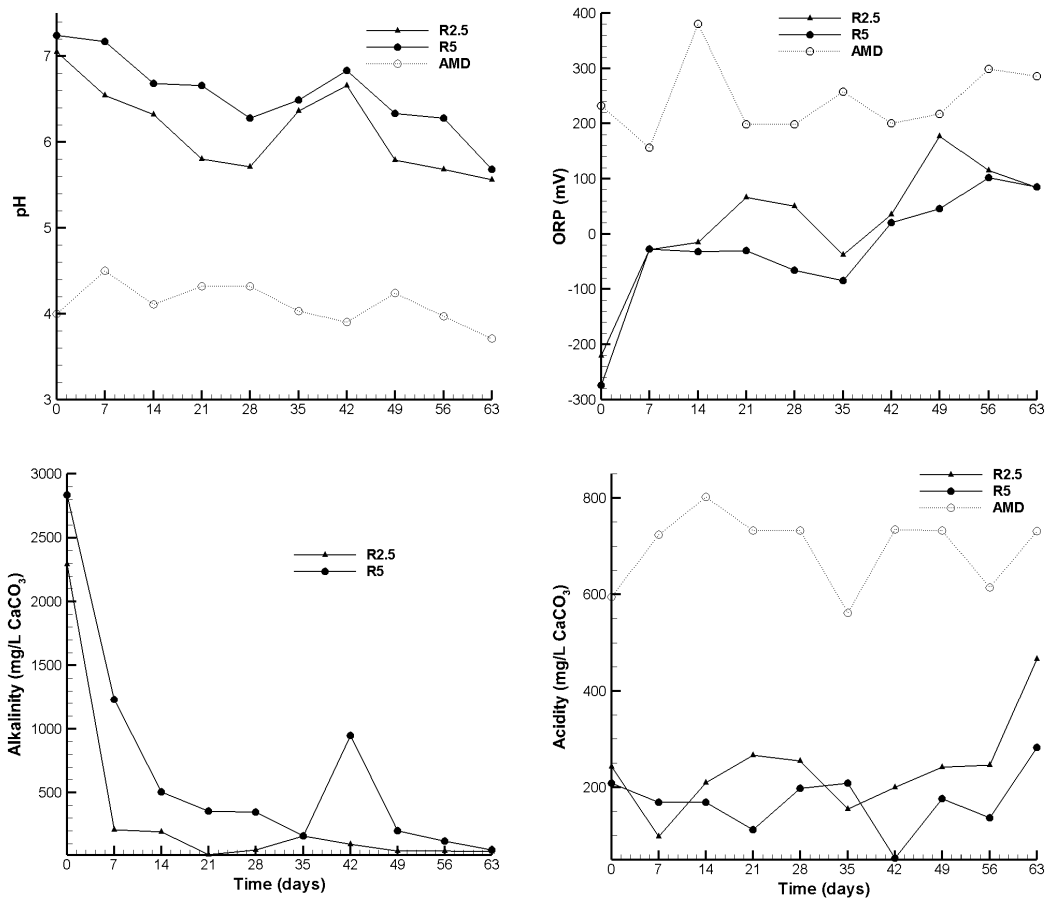 R2.5
R5
AMD
7
6
5
4
3
pH
0 7 14 21 28 35 42 49 56 63
R2.5
R5
AMD
400
300
200
100
0
-100
-200
-300
ORP (mV)
0 7 14 21 28 35 42 49 56 63
3000
2500
2000
1500
1000
500
Alkalinity (mg/L CaCO3)
R2.5
R5
0 7 14 21 28 35 42 49 56 63
Time (days)
R2.5
R5
AMD
800
600
400
200
Acidity (mg/L CaCO3)
0 7 14 21 28 35 42 49 56 63
Time (days)